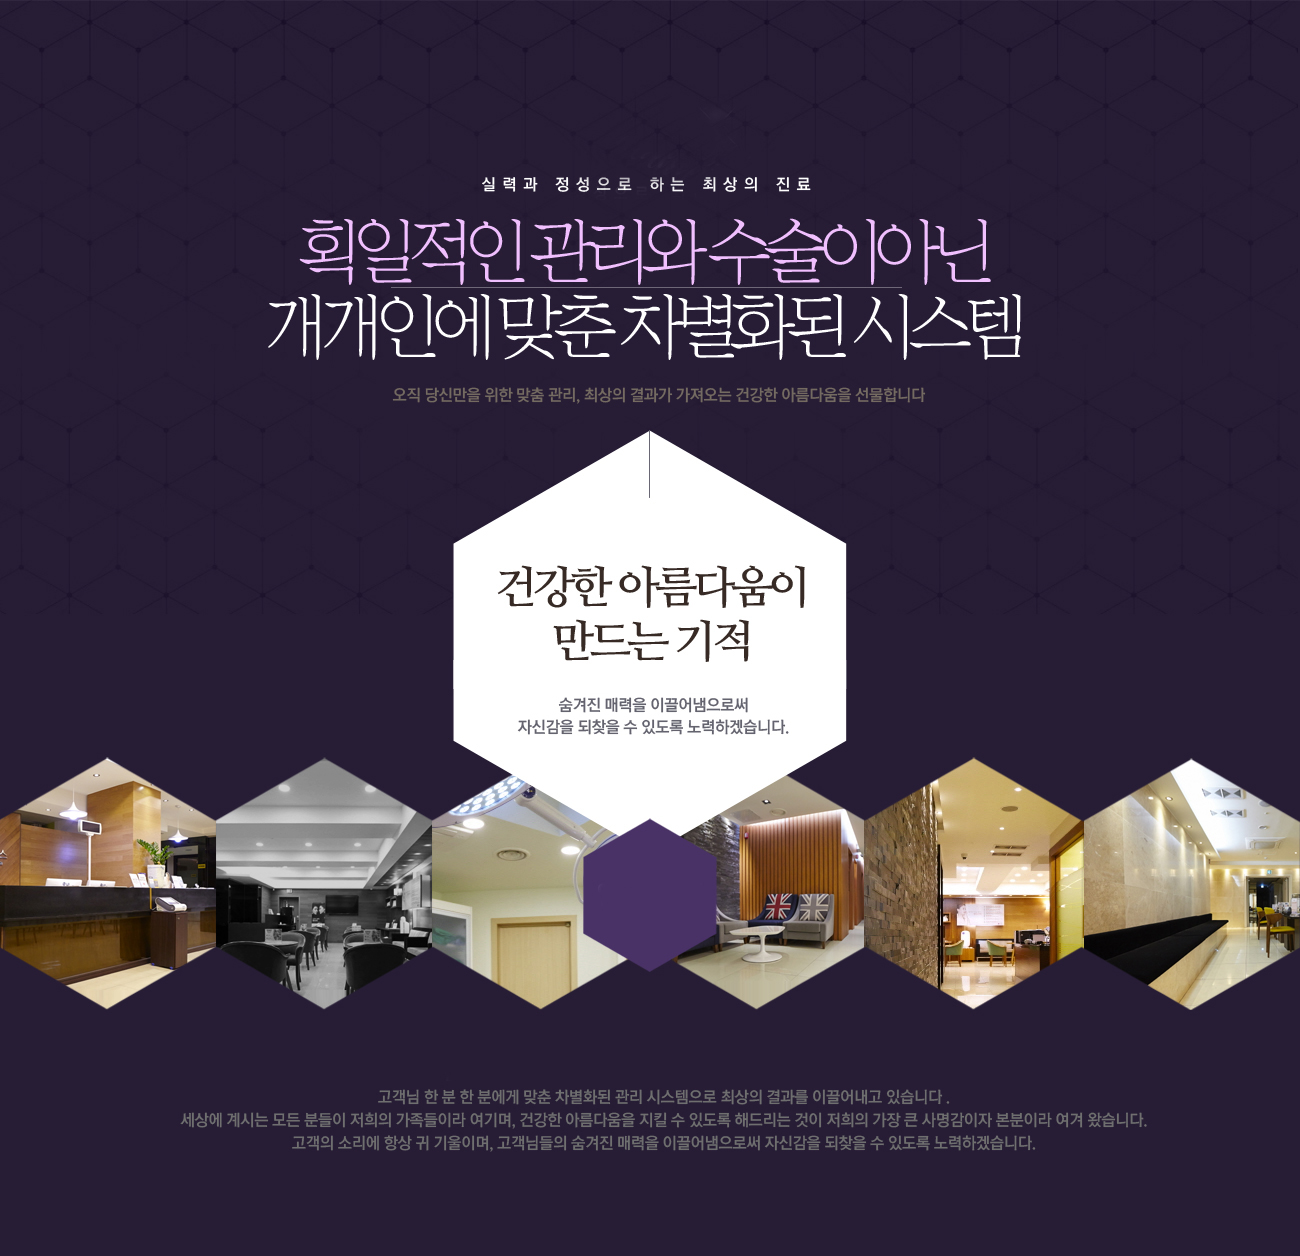 실력과 정성으로 하는 최상의 진료
획일적인 관리와 수술이 아닌
개개인에 맞춘 차별화된 시스템
오직 당신만을 위한 맞춤 관리, 최상의 결과가 가져오는 건강한 아름다움을 선물합니다
건강한 아름다움이
만드는 기적
숨겨진 매력을 이끌어냄으로써
자신감을 되찾을 수 있도록 노력하겠습니다.
고객님 한 분 한 분에게 맞춘 차별화된 관리 시스템으로 최상의 결과를 이끌어내고 있습니다 .
세상에 계시는 모든 분들이 저희의 가족들이라 여기며, 건강한 아름다움을 지킬 수 있도록 해드리는 것이 저희의 가장 큰 사명감이자 본분이라 여겨 왔습니다.
고객의 소리에 항상 귀 기울이며, 고객님들의 숨겨진 매력을 이끌어냄으로써 자신감을 되찾을 수 있도록 노력하겠습니다.